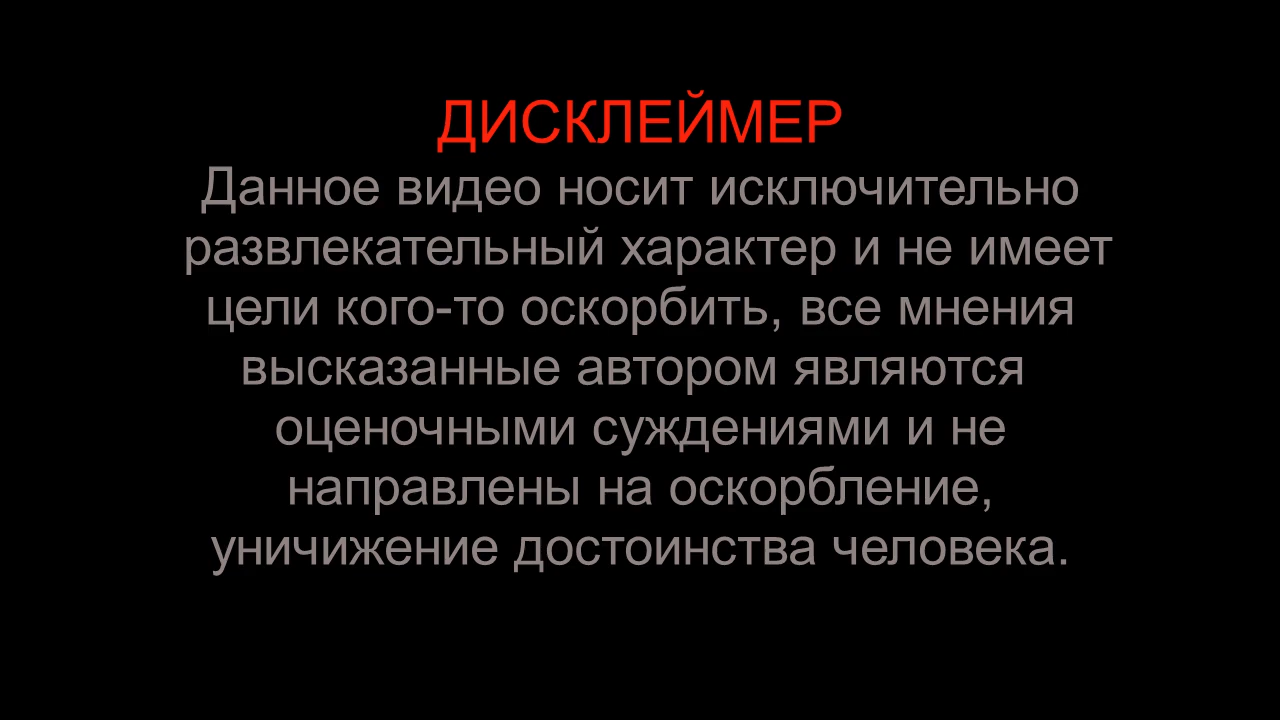 ДИСКЛЕЙМЕР
Данное видео носит исключительно
развлекательный характер и не имеет
цели кого-то оскорбить, все мнения
высказанные автором являются
оценочными суждениями и не
направлены на оскорбление,
уничижение достоинства человека.